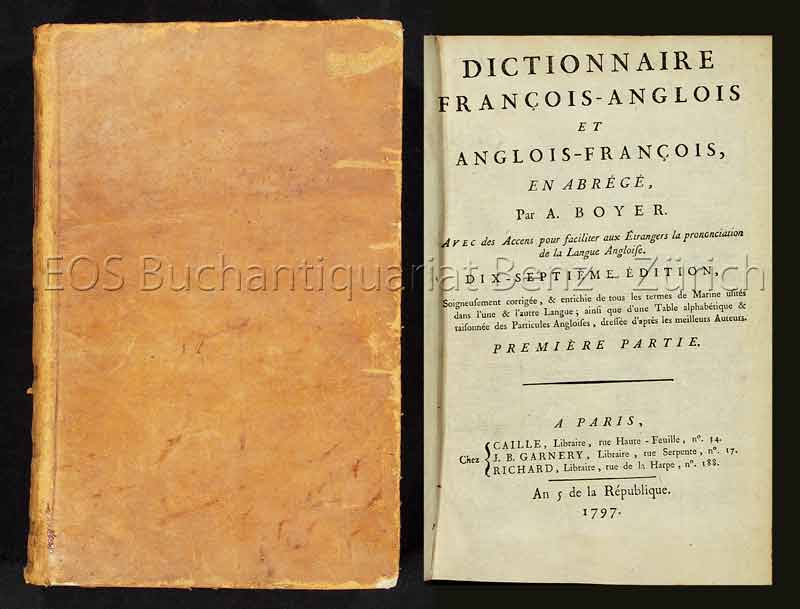 DICTIONNAIRE
FRANÇOIS-ANGLOIS
ET
ANGLOIS-FRANÇOIS,
EN ABRÉGÉ,
Par A. BOYER.
AVEC des Accens pour faciliter aux Étrangers la prononciation
de la Langue Angloise.
DIX-SEPTIÈME ÉDITION,
Soigneusement corrigée, & enrichie de tous les termes de Marine usités
dans l'une & l'autre Langue; ainsi que d'une Table alphabétique &
raisonnée des Particules Angloises, dressée d'après les meilleurs Auteurs.
PREMIÈRE PARTIE.
A PARIS,
Chez
CAILLE, Libraire, rue Haute-Feuille, n°. 14.
J. B. GARNERY, Libraire, rue Serpente, n°. 17.
RICHARD, Libraire, rue de la Harpe, n°. 188.
An 5 de la République.
1797.
EOS Buchantiquariat Benz - Zürich